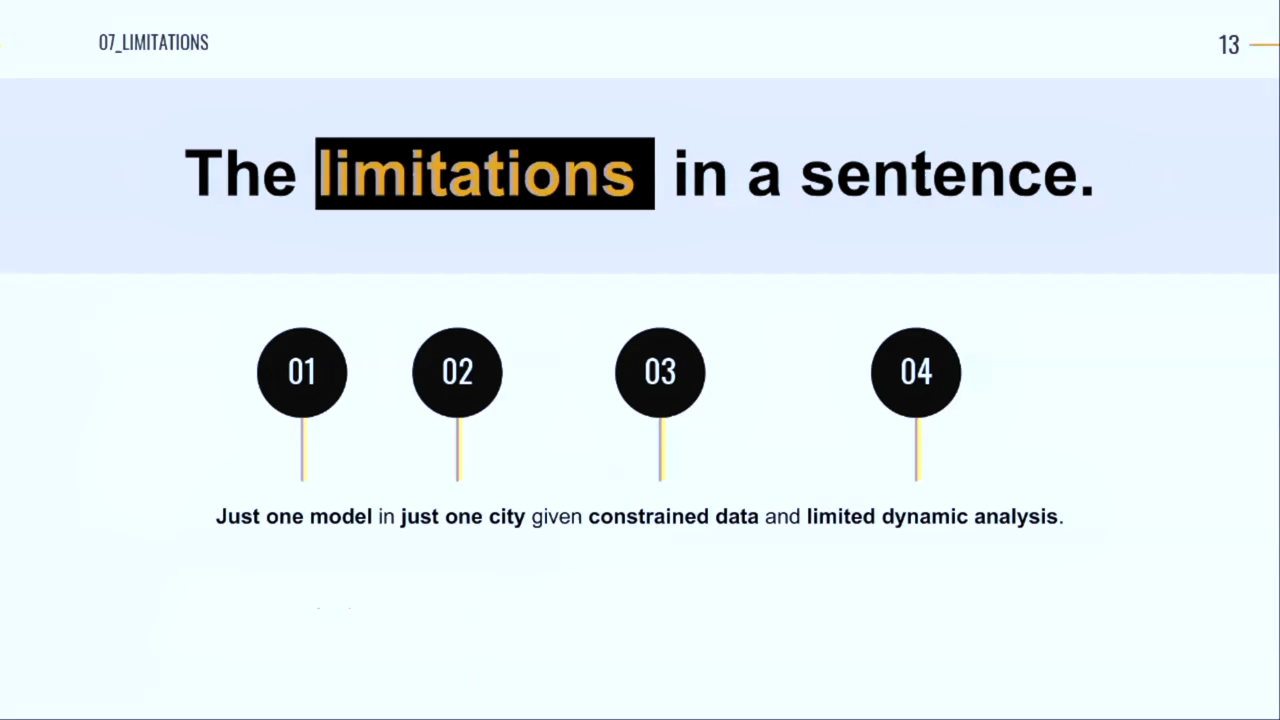 07_LIMITATIONS
13
The limitations in a sentence.
01 02 03 04
Just one model in just one city given constrained data and limited dynamic analysis.